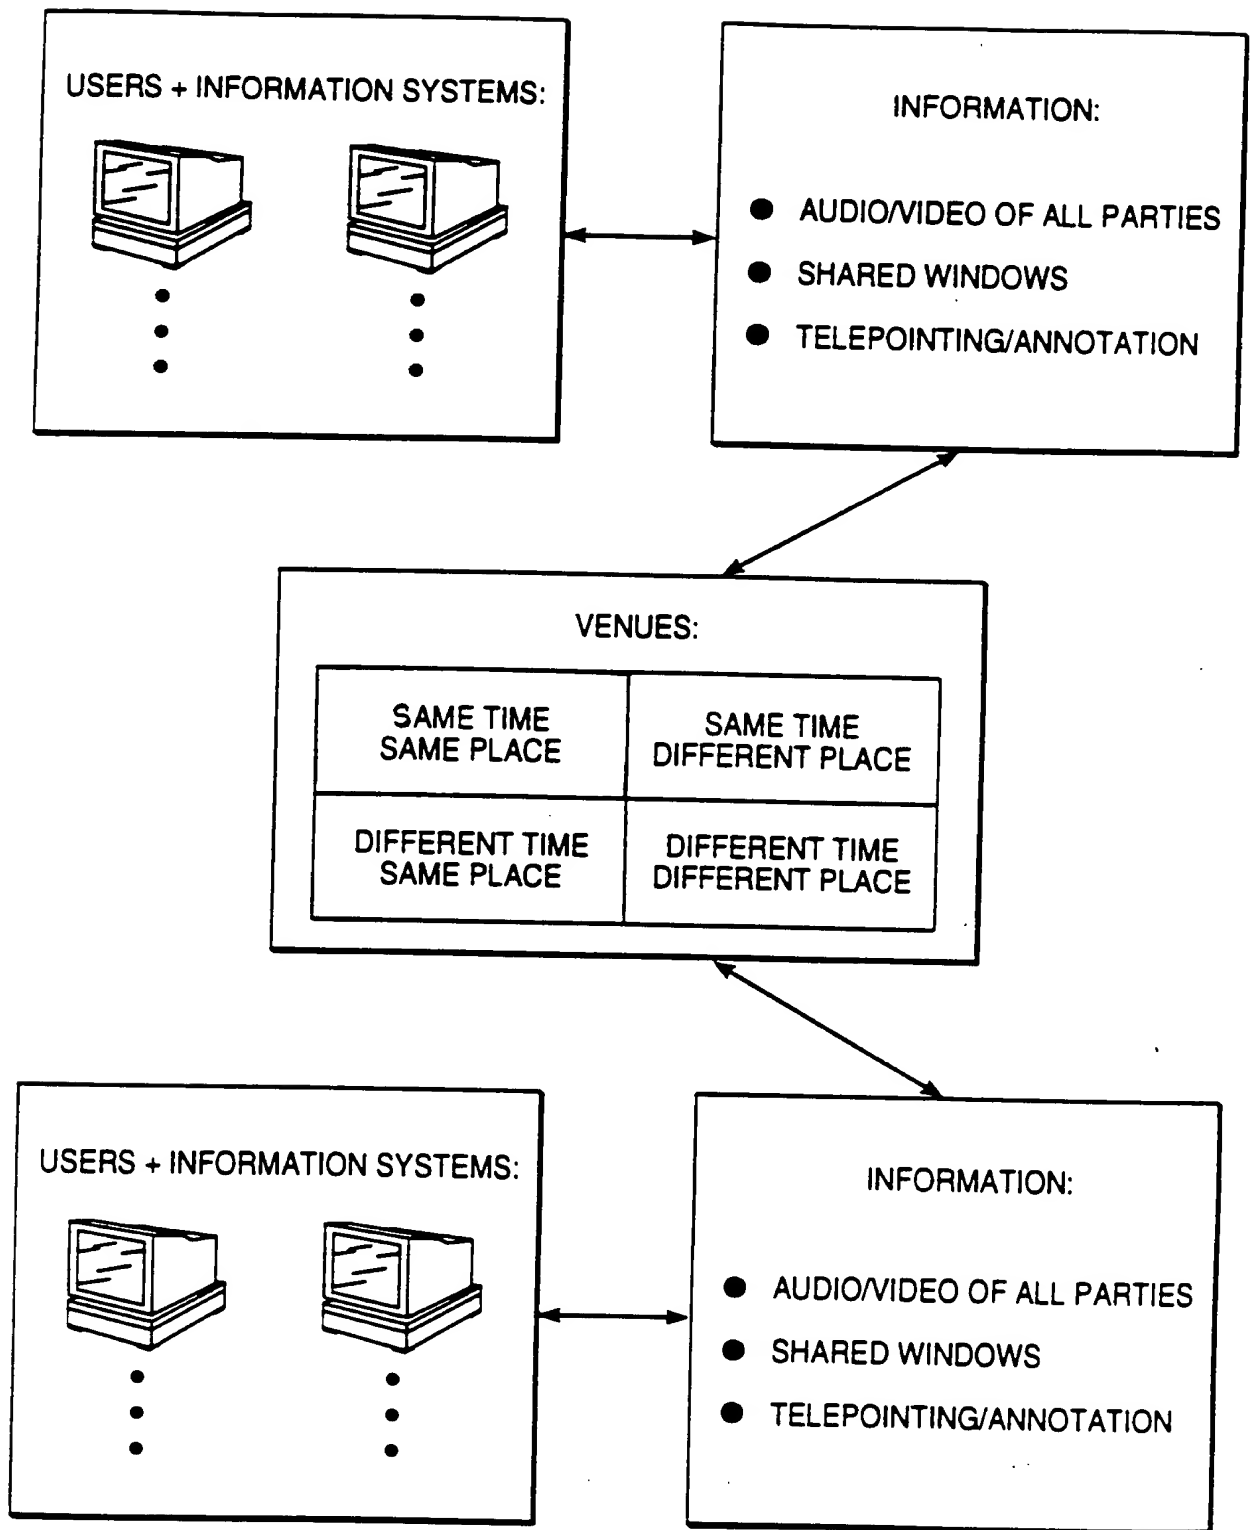 USERS + INFORMATION SYSTEMS:
INFORMATION:
● AUDIO/VIDEO OF ALL PARTIES
● SHARED WINDOWS
● TELEPOINTING/ANNOTATION
VENUES:
SAME TIME
SAME PLACE
SAME TIME
DIFFERENT PLACE
DIFFERENT TIME
SAME PLACE
DIFFERENT TIME
DIFFERENT PLACE
USERS + INFORMATION SYSTEMS:
INFORMATION:
● AUDIO/VIDEO OF ALL PARTIES
● SHARED WINDOWS
● TELEPOINTING/ANNOTATION